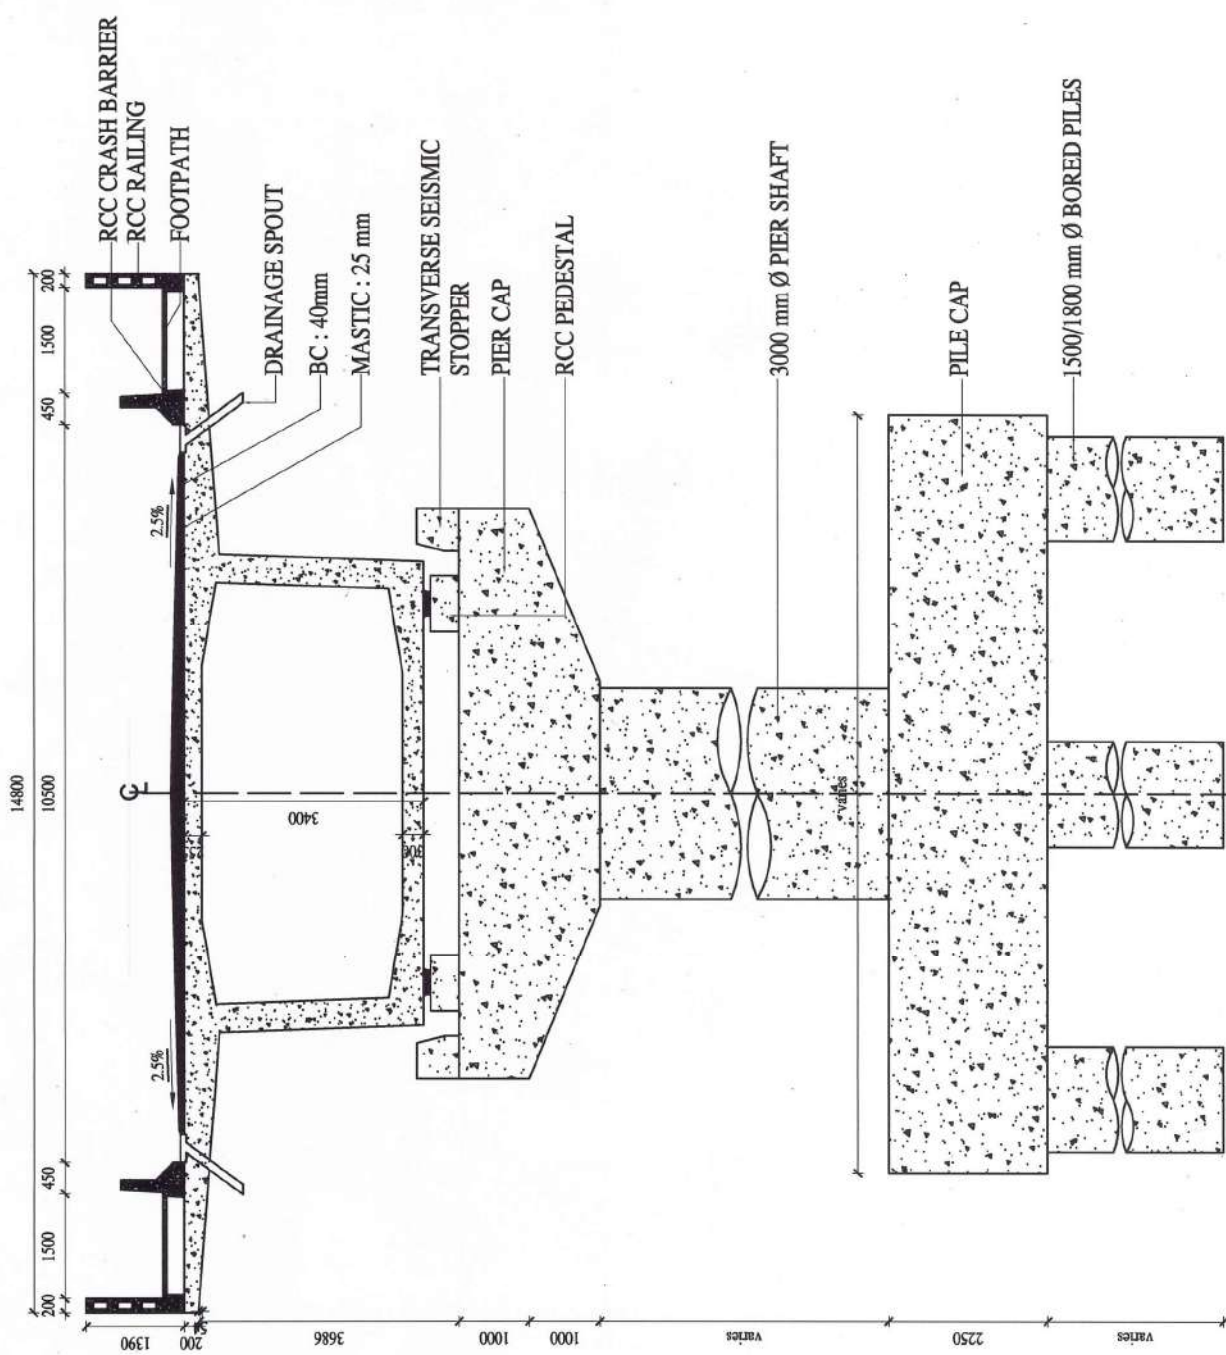 RCC CRASH BARRIER
RCC RAILING
FOOTPATH
DRAINAGE SPOUT
BC : 40mm
MASTIC : 25 mm
TRANSVERSE SEISMIC
STOPPER
PIER CAP
RCC PEDESTAL
3000 mm Ø PIER SHAFT
PILE CAP
1500/1800 mm Ø BORED PILES
14800
200
1500
450
10500
450
1500
200
2.5%
2.5%
CL
3400
300
varies
1390
200
3686
1000
1000
varies
2250
varies